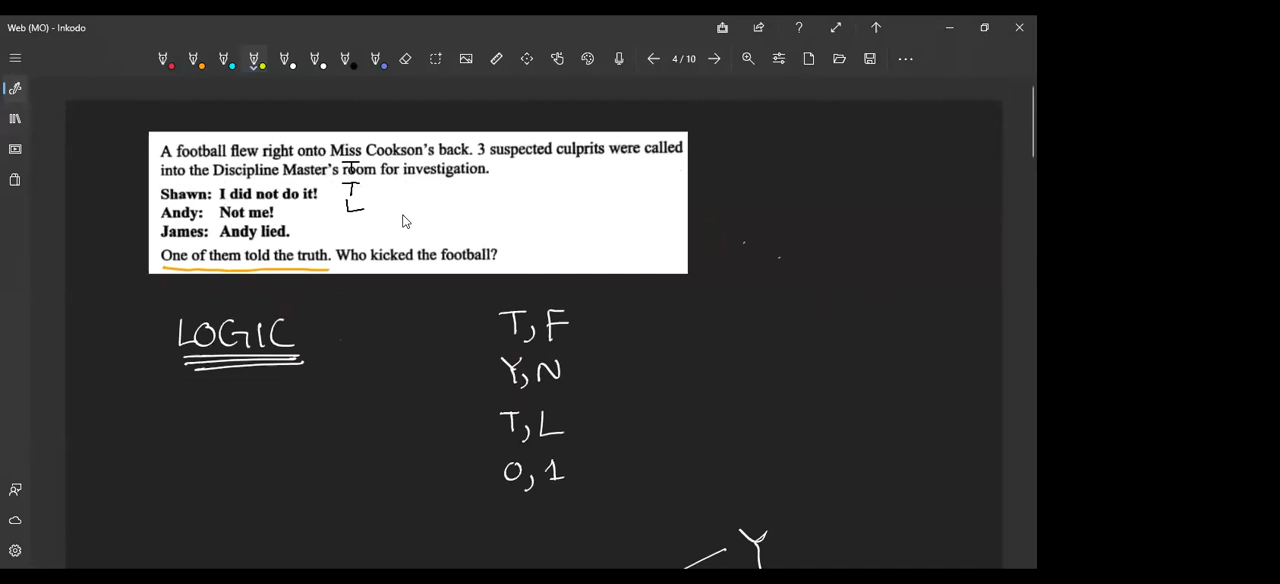 Web (MO) - Inkodo
4 / 10
A football flew right onto Miss Cookson's back. 3 suspected culprits were called
into the Discipline Master's room for investigation.
T
Shawn: I did not do it!
T
Andy: Not me!
L
James: Andy lied.
One of them told the truth. Who kicked the football?
LOGIC
T, F
Y, N
T, L
0, 1
Y